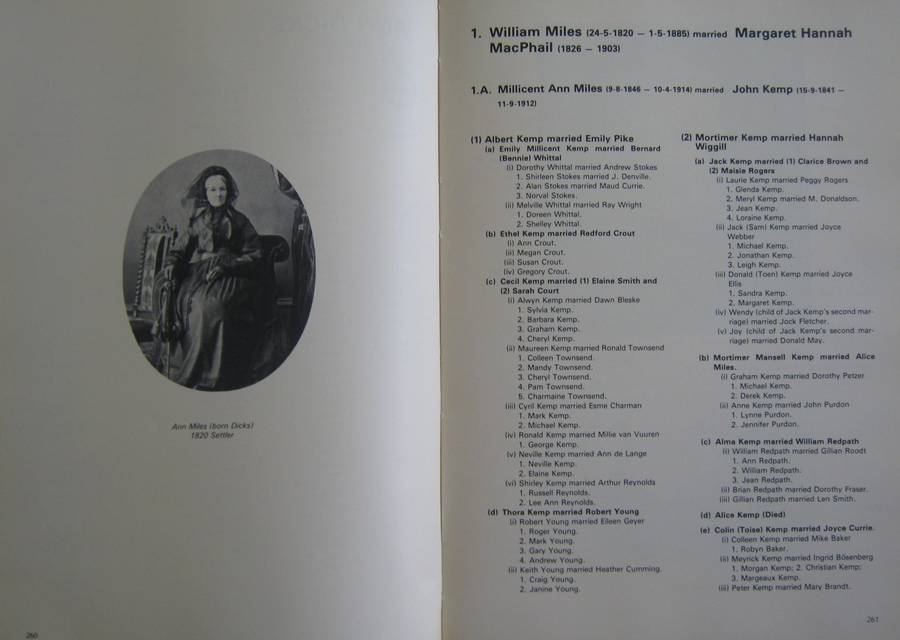 Ann Miles (born Dicks)
1820 Settler
260
1. William Miles (24-5-1820 — 1-5-1885) married Margaret Hannah
MacPhail (1826 — 1903)
1.A. Millicent Ann Miles (9-8-1846 — 10-4-1914) married John Kemp (15-9-1841 —
11-9-1912)
(1) Albert Kemp married Emily Pike
(a) Emily Millicent Kemp married Bernard
(Bennie) Whittal
(i) Dorothy Whittal married Andrew Stokes
1. Shirleen Stokes married J. Denville.
2. Alan Stokes married Maud Currie.
3. Norval Stokes.
(ii) Melville Whittal married Ray Wright
1. Doreen Whittal.
2. Shelley Whittal.
(b) Ethel Kemp married Redford Crout
(i) Ann Crout.
(ii) Megan Crout.
(iii) Susan Crout.
(iv) Gregory Crout.
(c) Cecil Kemp married (1) Elaine Smith and
(2) Sarah Court
(i) Alwyn Kemp married Dawn Bleske
1. Sylvia Kemp.
2. Barbara Kemp.
3. Graham Kemp.
4. Cheryl Kemp.
(ii) Maureen Kemp married Ronald Townsend
1. Colleen Townsend.
2. Mandy Townsend.
3. Cheryl Townsend.
4. Pam Townsend.
5. Charmaine Townsend.
(iii) Cyril Kemp married Esme Charman
1. Mark Kemp.
2. Michael Kemp.
(iv) Ronald Kemp married Millie van Vuuren
1. George Kemp.
(v) Neville Kemp married Ann de Lange
1. Neville Kemp.
2. Elaine Kemp.
(vi) Shirley Kemp married Arthur Reynolds
1. Russell Reynolds.
2. Lee Ann Reynolds.
(d) Thora Kemp married Robert Young
(i) Robert Young married Eileen Geyer
1. Roger Young.
2. Mark Young.
3. Gary Young.
4. Andrew Young.
(ii) Keith Young married Heather Cumming.
1. Craig Young.
2. Janine Young.
(2) Mortimer Kemp married Hannah
Wiggill
(a) Jack Kemp married (1) Clarice Brown and
(2) Maisie Rogers
(i) Laurie Kemp married Peggy Rogers
1. Glenda Kemp.
2. Meryl Kemp married M. Donaldson.
3. Jean Kemp.
4. Loraine Kemp.
(ii) Jack (Sam) Kemp married Joyce
Webber
1. Michael Kemp.
2. Jonathan Kemp.
3. Leigh Kemp.
(iii) Donald (Toen) Kemp married Joyce
Ellis
1. Sandra Kemp.
2. Margaret Kemp.
(iv) Wendy (child of Jack Kemp's second mar-
riage) married Jock Fletcher.
(v) Joy (child of Jack Kemp's second mar-
riage) married Donald May.
(b) Mortimer Mansell Kemp married Alice
Miles.
(i) Graham Kemp married Dorothy Petzer
1. Michael Kemp.
2. Derek Kemp.
(ii) Anne Kemp married John Purdon
1. Lynne Purdon.
2. Jennifer Purdon.
(c) Alma Kemp married William Redpath
(i) William Redpath married Gillian Roodt
1. Ann Redpath.
2. William Redpath.
3. Jean Redpath.
(ii) Brian Redpath married Dorothy Fraser.
(iii) Gillian Redpath married Len Smith.
(d) Alice Kemp (Died)
(e) Colin (Toise) Kemp married Joyce Currie.
(i) Colleen Kemp married Mike Baker
1. Robyn Baker.
(ii) Meyrick Kemp married Ingrid Bösenberg
1. Morgan Kemp; 2. Christian Kemp;
3. Margeaux Kemp.
(iii) Peter Kemp married Mary Brandt.
261